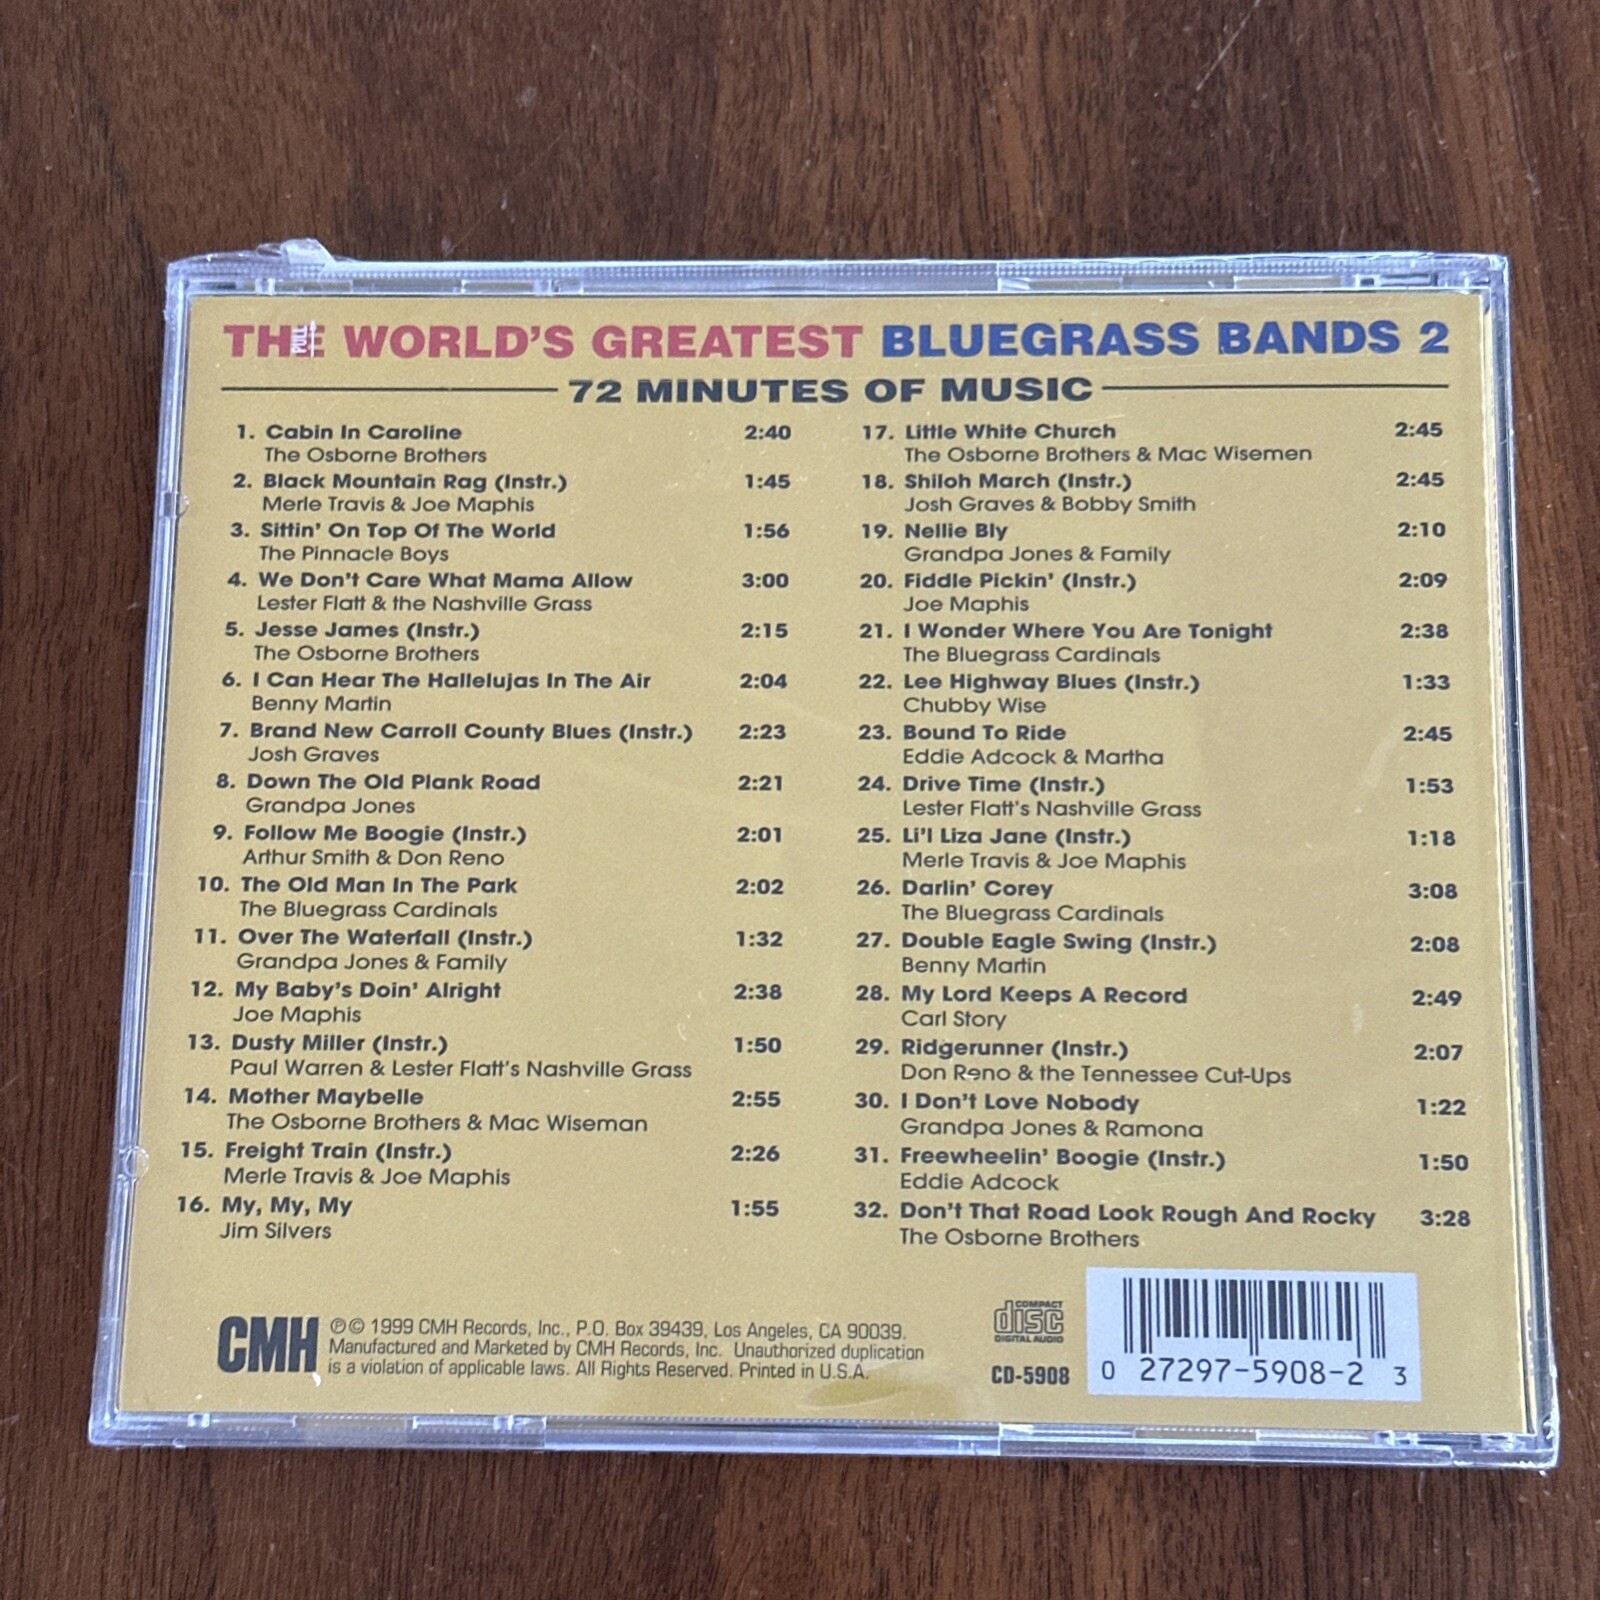 THE WORLD'S GREATEST BLUEGRASS BANDS 2
PULL
72 MINUTES OF MUSIC
1. Cabin In Caroline 2:40
The Osborne Brothers
2. Black Mountain Rag (Instr.) 1:45
Merle Travis & Joe Maphis
3. Sittin' On Top Of The World 1:56
The Pinnacle Boys
4. We Don't Care What Mama Allow 3:00
Lester Flatt & the Nashville Grass
5. Jesse James (Instr.) 2:15
The Osborne Brothers
6. I Can Hear The Hallelujas In The Air 2:04
Benny Martin
7. Brand New Carroll County Blues (Instr.) 2:23
Josh Graves
8. Down The Old Plank Road 2:21
Grandpa Jones
9. Follow Me Boogie (Instr.) 2:01
Arthur Smith & Don Reno
10. The Old Man In The Park 2:02
The Bluegrass Cardinals
11. Over The Waterfall (Instr.) 1:32
Grandpa Jones & Family
12. My Baby's Doin' Alright 2:38
Joe Maphis
13. Dusty Miller (Instr.) 1:50
Paul Warren & Lester Flatt's Nashville Grass
14. Mother Maybelle 2:55
The Osborne Brothers & Mac Wiseman
15. Freight Train (Instr.) 2:26
Merle Travis & Joe Maphis
16. My, My, My 1:55
Jim Silvers
17. Little White Church 2:45
The Osborne Brothers & Mac Wisemen
18. Shiloh March (Instr.) 2:45
Josh Graves & Bobby Smith
19. Nellie Bly 2:10
Grandpa Jones & Family
20. Fiddle Pickin' (Instr.) 2:09
Joe Maphis
21. I Wonder Where You Are Tonight 2:38
The Bluegrass Cardinals
22. Lee Highway Blues (Instr.) 1:33
Chubby Wise
23. Bound To Ride 2:45
Eddie Adcock & Martha
24. Drive Time (Instr.) 1:53
Lester Flatt's Nashville Grass
25. Li'l Liza Jane (Instr.) 1:18
Merle Travis & Joe Maphis
26. Darlin' Corey 3:08
The Bluegrass Cardinals
27. Double Eagle Swing (Instr.) 2:08
Benny Martin
28. My Lord Keeps A Record 2:49
Carl Story
29. Ridgerunner (Instr.) 2:07
Don Reno & the Tennessee Cut-Ups
30. I Don't Love Nobody 1:22
Grandpa Jones & Ramona
31. Freewheelin' Boogie (Instr.) 1:50
Eddie Adcock
32. Don't That Road Look Rough And Rocky 3:28
The Osborne Brothers
CMH
℗© 1999 CMH Records, Inc., P.O. Box 39439, Los Angeles, CA 90039.
Manufactured and Marketed by CMH Records, Inc. Unauthorized duplication
is a violation of applicable laws. All Rights Reserved. Printed in U.S.A.
COMPACT
disc
DIGITAL AUDIO
CD-5908
0 27297-5908-2 3